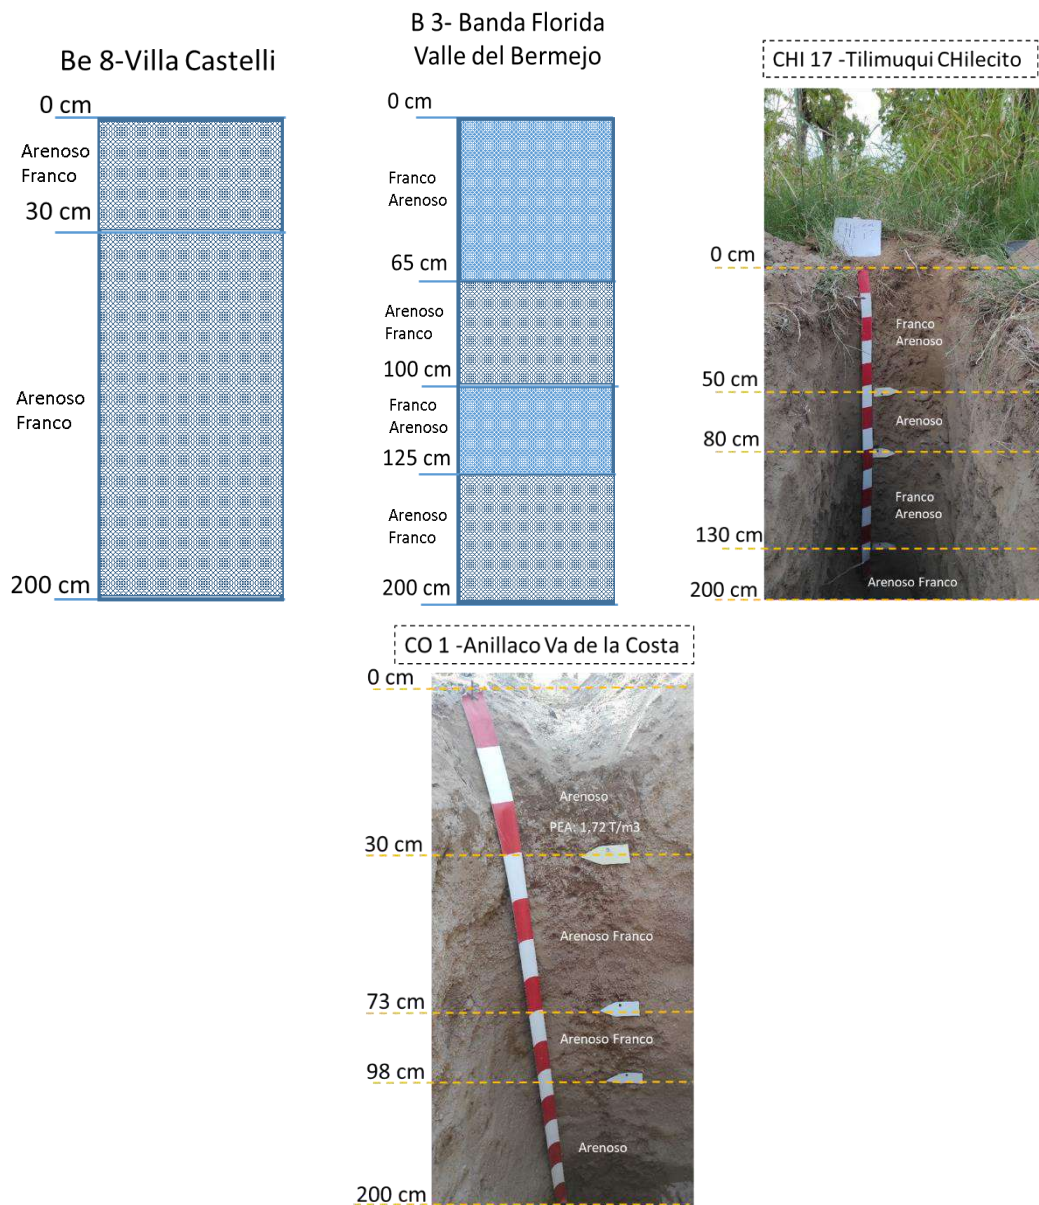 Be 8-Villa Castelli
0 cm
Arenoso
Franco
30 cm
Arenoso
Franco
200 cm
B 3- Banda Florida
Valle del Bermejo
0 cm
Franco
Arenoso
65 cm
Arenoso
Franco
100 cm
Franco
Arenoso
125 cm
Arenoso
Franco
200 cm
CHI 17 -Tilimuqui CHilecito
0 cm
Franco
Arenoso
50 cm
Arenoso
80 cm
Franco
Arenoso
130 cm
Arenoso Franco
200 cm
CO 1 -Anillaco Va de la Costa
0 cm
Arenoso
PEA: 1,72 T/m3
30 cm
Arenoso Franco
73 cm
Arenoso Franco
98 cm
Arenoso
200 cm